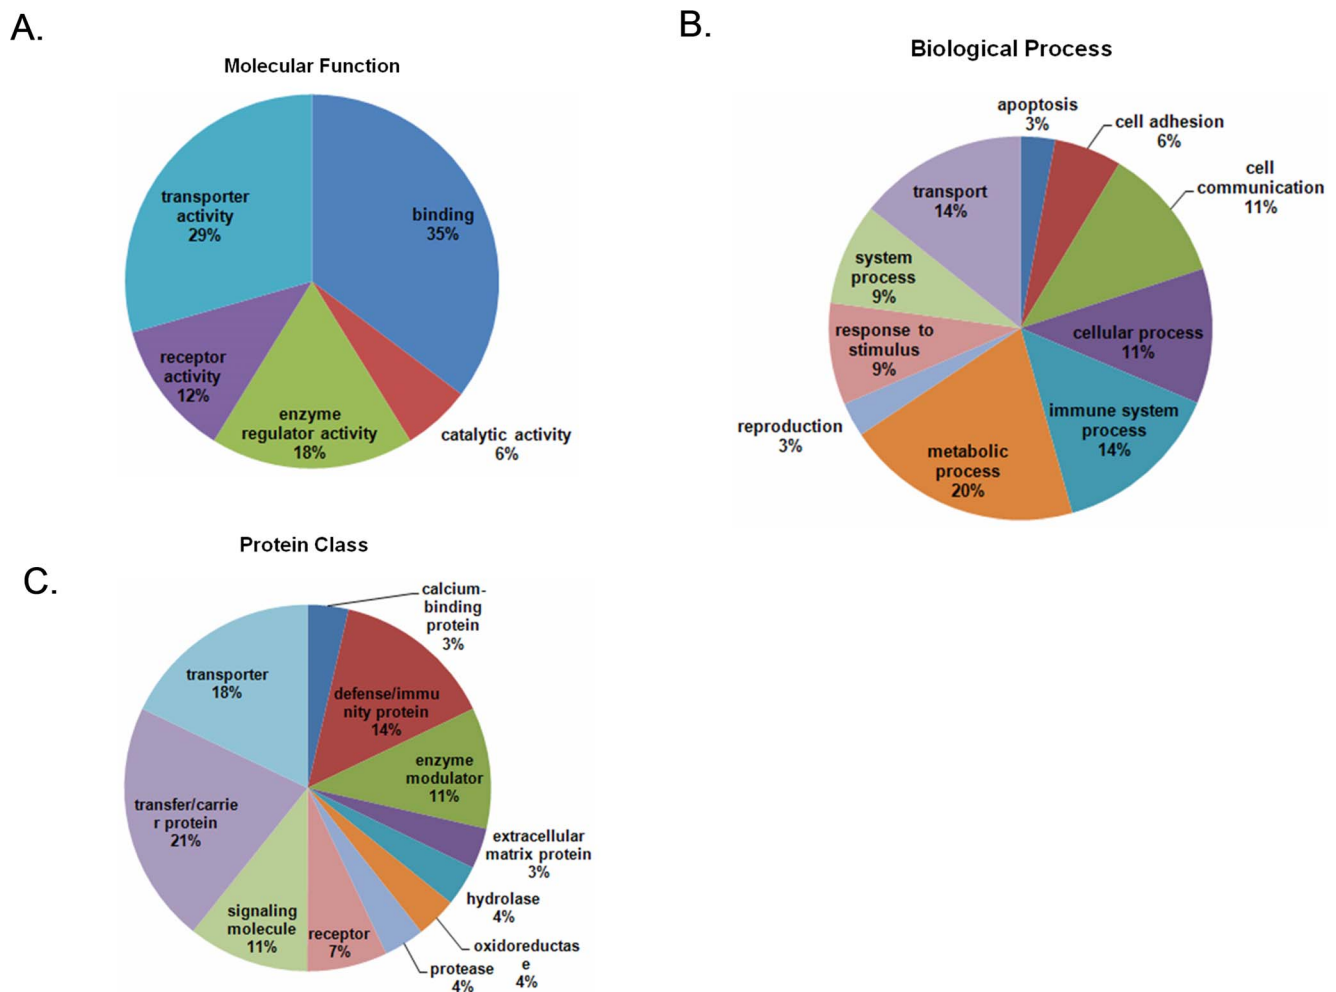 A.
Molecular Function
binding
35%
catalytic activity
6%
enzyme
regulator activity
18%
receptor
activity
12%
transporter
activity
29%
B.
Biological Process
apoptosis
3%
cell adhesion
6%
cell
communication
11%
cellular process
11%
immune system
process
14%
metabolic
process
20%
reproduction
3%
response to
stimulus
9%
system
process
9%
transport
14%
C.
Protein Class
calcium-
binding
protein
3%
defense/immu
nity protein
14%
enzyme
modulator
11%
extracellular
matrix protein
3%
hydrolase
4%
oxidoreductas
e
4%
protease
4%
receptor
7%
signaling
molecule
11%
transfer/carrie
r protein
21%
transporter
18%